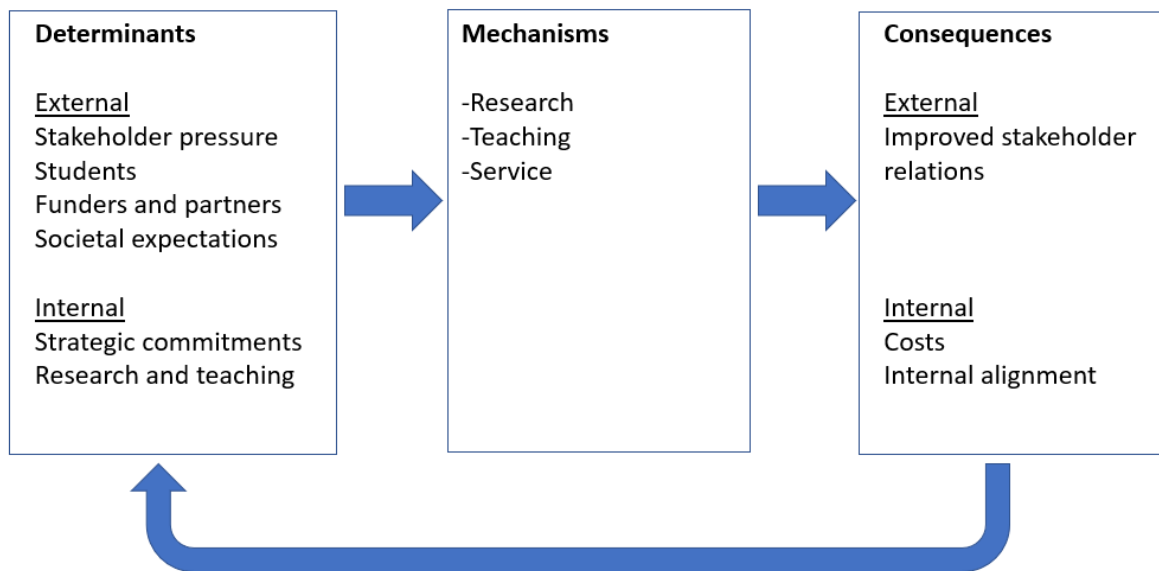 Determinants
External
Stakeholder pressure
Students
Funders and partners
Societal expectations
Internal
Strategic commitments
Research and teaching
Mechanisms
-Research
-Teaching
-Service
Consequences
External
Improved stakeholder
relations
Internal
Costs
Internal alignment